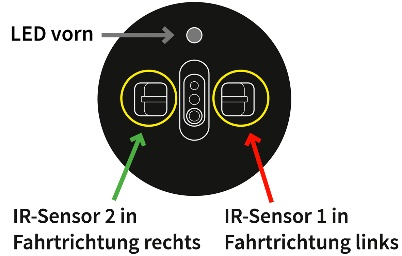 LED vorn
IR-Sensor 2 in
Fahrtrichtung rechts
IR-Sensor 1 in
Fahrtrichtung links